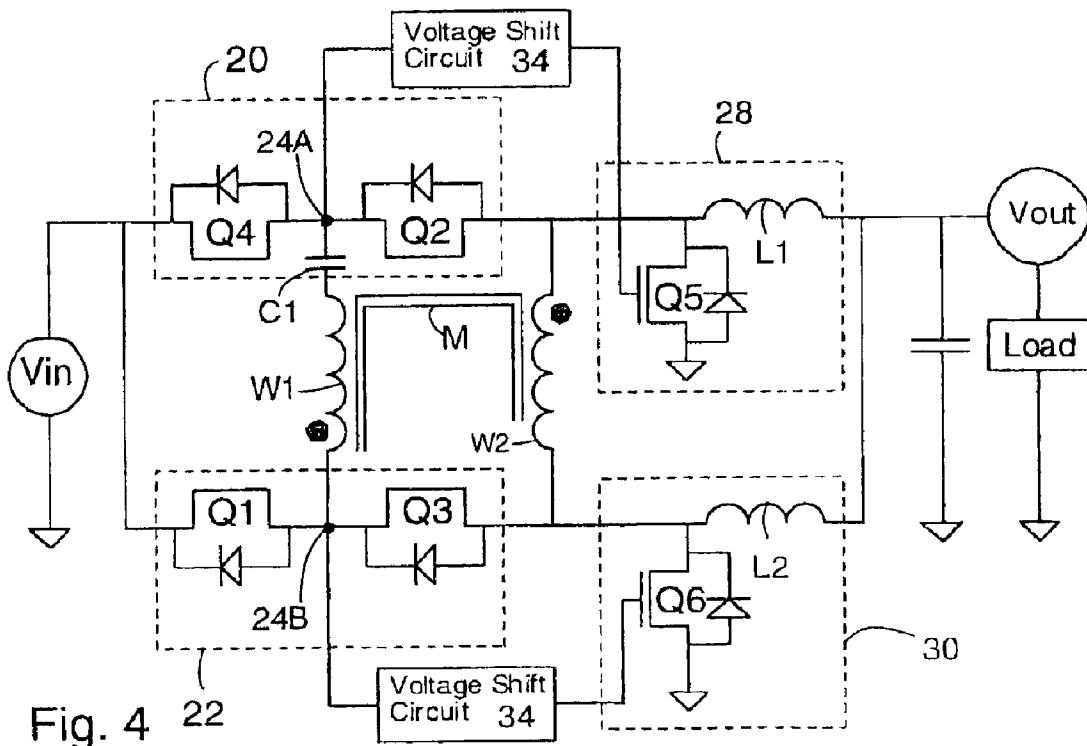 Voltage Shift
Circuit 34
20
28
24A
Q4
Q2
L1
Vout
C1
Q5
M
Vin
W1
Load
W2
Q1
Q3
L2
Q6
24B
30
Voltage Shift
Circuit 34
22
Fig. 4